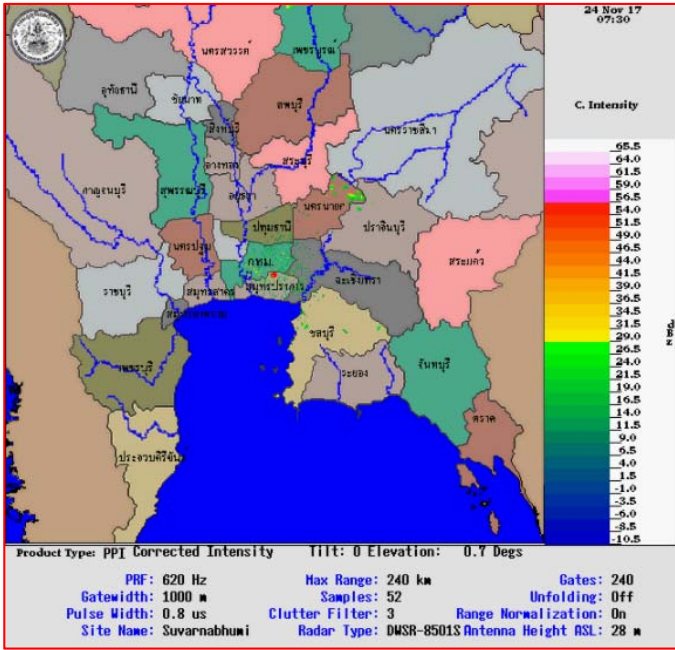 24 Nov 17
07:30
C. Intensity
65.5
64.0
61.5
59.0
56.5
54.0
51.5
49.0
46.5
44.0
41.5
39.0
36.5
34.0
31.5
29.0
26.5
24.0
21.5
19.0
16.5
14.0
11.5
9.0
6.5
4.0
1.5
-1.0
-3.5
-6.0
-8.5
-10.5
นครสวรรค์
เพชรบูรณ์
อุทัยธานี
ชัยนาท
ลพบุรี
สิงห์บุรี
นครราชสีมา
อ่างทอง
สระบุรี
กาญจนบุรี
สุพรรณบุรี
อยุธยา
นครนายก
ปทุมธานี
ปราจีนบุรี
นครปฐม
กทม.
สระแก้ว
ราชบุรี
สมุทรสาคร
สมุทรปราการ
ฉะเชิงเทรา
ชลบุรี
เพชรบุรี
ระยอง
จันทบุรี
ตราด
ประจวบคีรีขันธ์
Product Type: PPI Corrected Intensity Tilt: 0 Elevation: 0.7 Degs
PRF: 620 Hz Max Range: 240 km Gates: 240
Gatewidth: 1000 m Samples: 52 Unfolding: Off
Pulse Width: 0.8 us Clutter Filter: 3 Range Normalization: On
Site Name: Suvarnabhumi Radar Type: DWSR-8501S Antenna Height ASL: 28 m